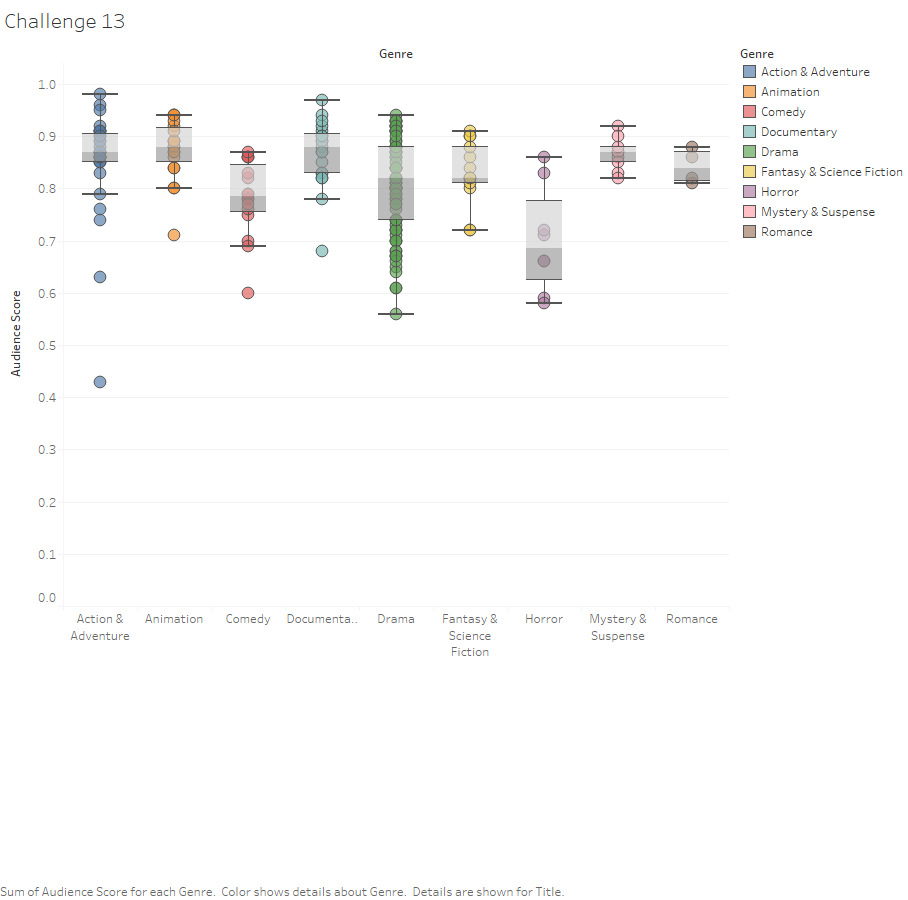 Challenge 13
Genre
Genre
Action & Adventure
Animation
Comedy
Documentary
Drama
Fantasy & Science Fiction
Horror
Mystery & Suspense
Romance
1.0
0.9
0.8
0.7
0.6
0.5
0.4
0.3
0.2
0.1
0.0
Audience Score
Action &
Adventure
Animation
Comedy
Documenta..
Drama
Fantasy &
Science
Fiction
Horror
Mystery &
Suspense
Romance
Sum of Audience Score for each Genre.  Color shows details about Genre.  Details are shown for Title.